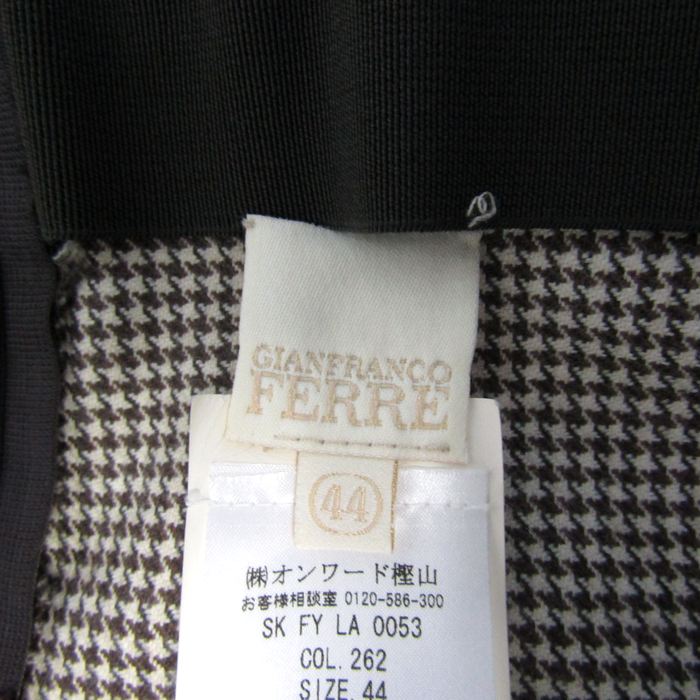 GIANFRANCO
FERRE
44
㈱オンワード樫山
お客様相談室 0120-586-300
SK FY LA 0053
COL. 262
SIZE. 44